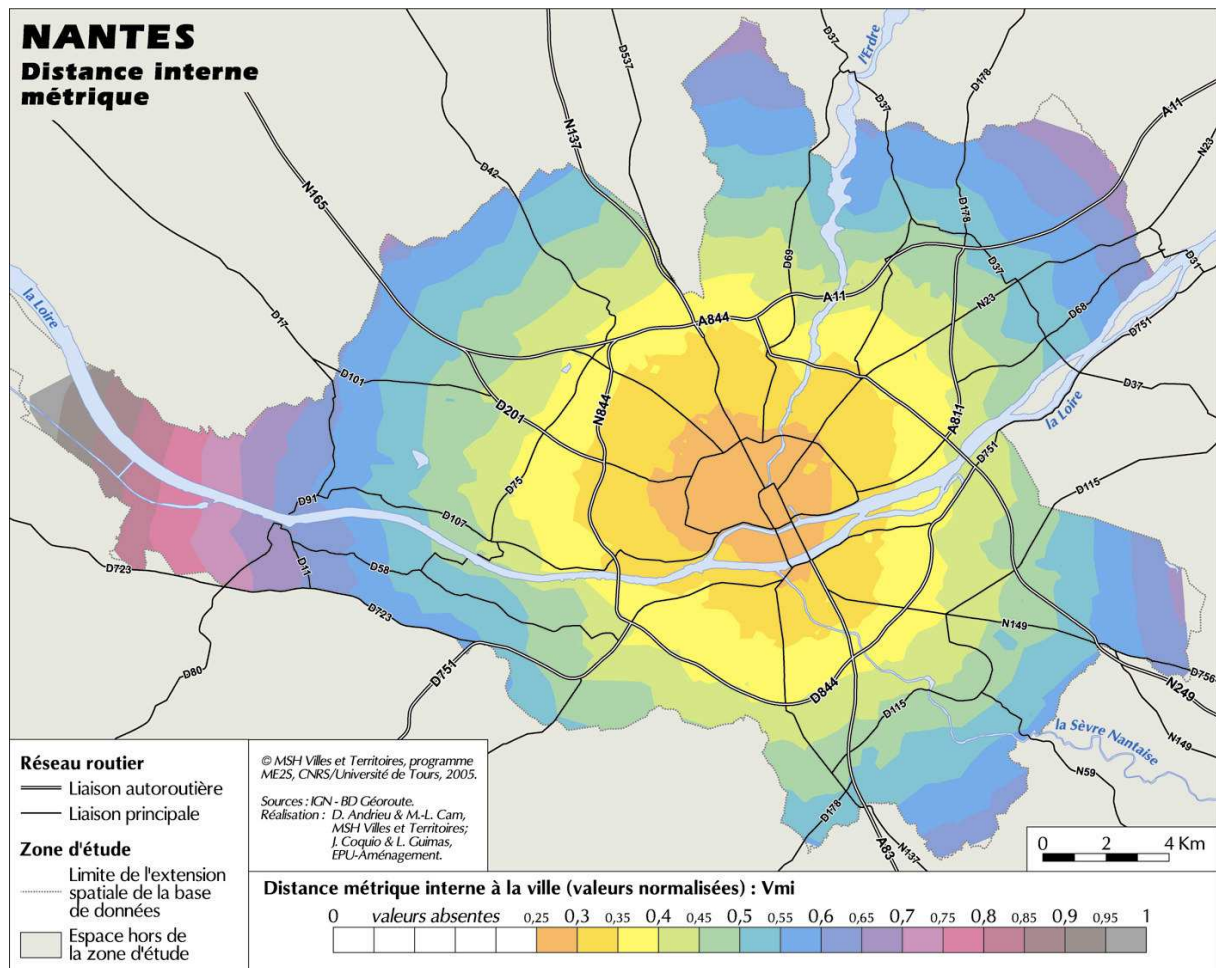 NANTES
Distance interne
métrique
D37
D537
l'Erdre
D178
N137
D37
A11
N23
D42
N165
D178
D69
D37
D31
la Loire
A11
N23
D17
A844
D68
D751
D101
D37
la Loire
D201
N844
A811
D751
D75
D115
D91
D107
D723
D11
D58
D723
N149
D80
D751
D844
D756
N249
D115
la Sèvre Nantaise
N149
N59
D178
A83
N137
Réseau routier
Liaison autoroutière
Liaison principale
Zone d'étude
Limite de l'extension
spatiale de la base
de données
Espace hors de
la zone d'étude
© MSH Villes et Territoires, programme
ME2S, CNRS/Université de Tours, 2005.
Sources : IGN - BD Géoroute.
Réalisation : D. Andrieu & M.-L. Cam,
MSH Villes et Territoires;
J. Coquio & L. Guimas,
EPU-Aménagement.
0 2 4 Km
Distance métrique interne à la ville (valeurs normalisées) : Vmi
0 valeurs absentes 0,25 0,3 0,35 0,4 0,45 0,5 0,55 0,6 0,65 0,7 0,75 0,8 0,85 0,9 0,95 1